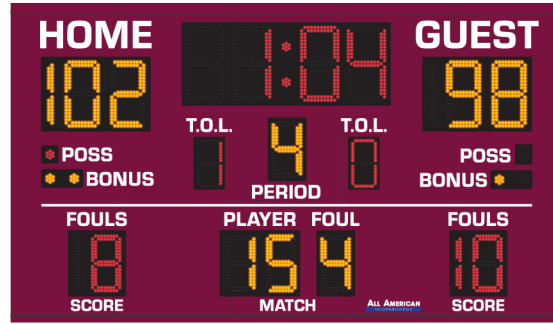 HOME 1:04 GUEST
102 98
T.O.L. T.O.L.
1 4 0
POSS POSS
BONUS BONUS
PERIOD
FOULS PLAYER FOUL FOULS
8 15 4 10
SCORE MATCH ALL AMERICAN SCORE
SCOREBOARDS